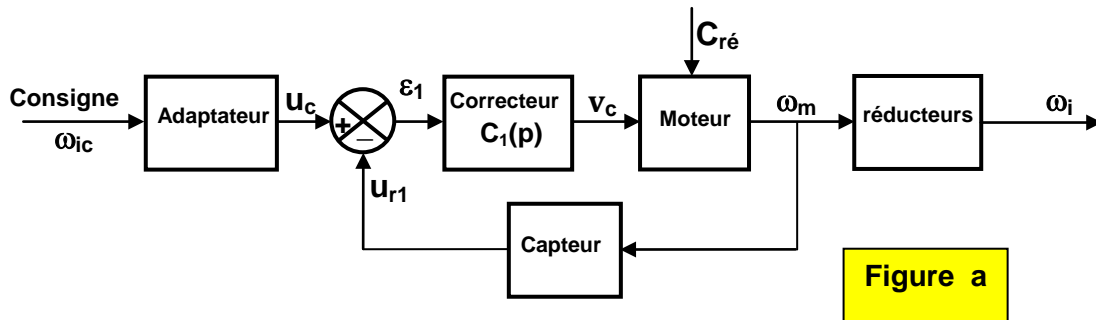 Consigne
ωic
Adaptateur
uc
+
−
ε1
Correcteur
C1(p)
vc
Cré
Moteur
ωm
réducteurs
ωi
ur1
Capteur
Figure a